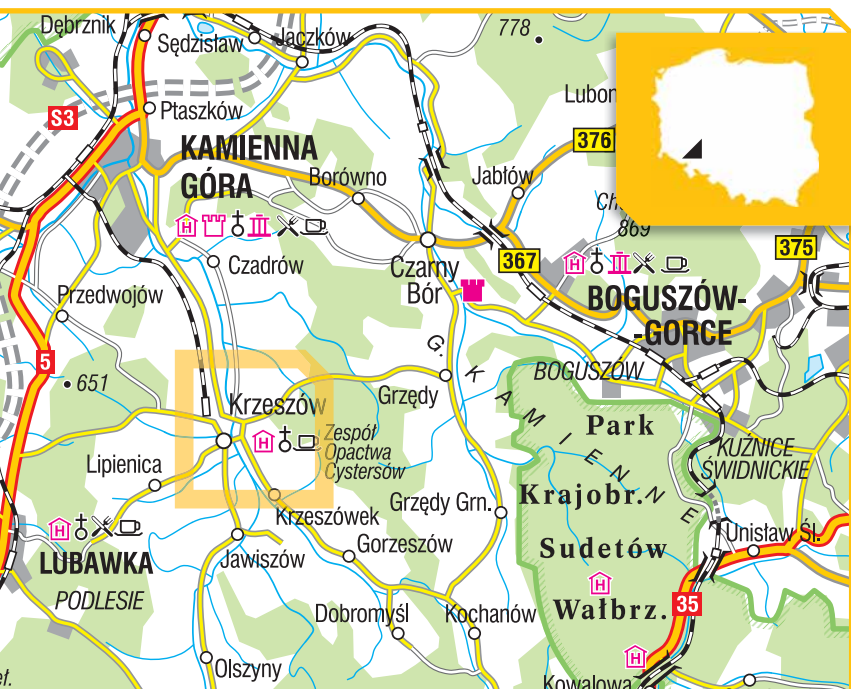 Dębrznik
Sędzisław
Jaczków
778
S3
Ptaszków
Lubom
376
KAMIENNA
GÓRA
Borówno
Jabłów
Ch
869
375
Czadrów
367
Czarny
Bór
BOGUSZÓW-
-GORCE
Przedwojów
5
651
G. KAMIENNE
BOGUSZÓW
Grzędy
Krzeszów
Zespół
Opactwa
Cystersów
Park
Krajobr.
Sudetów
Wałbrz.
KUŹNICE
ŚWIDNICKIE
Lipienica
Grzędy Grn.
Krzeszówek
Unisław Śl.
LUBAWKA
PODLESIE
Jawiszów
Gorzeszów
35
Dobromyśl
Kochanów
Olszyny
Kowalowa